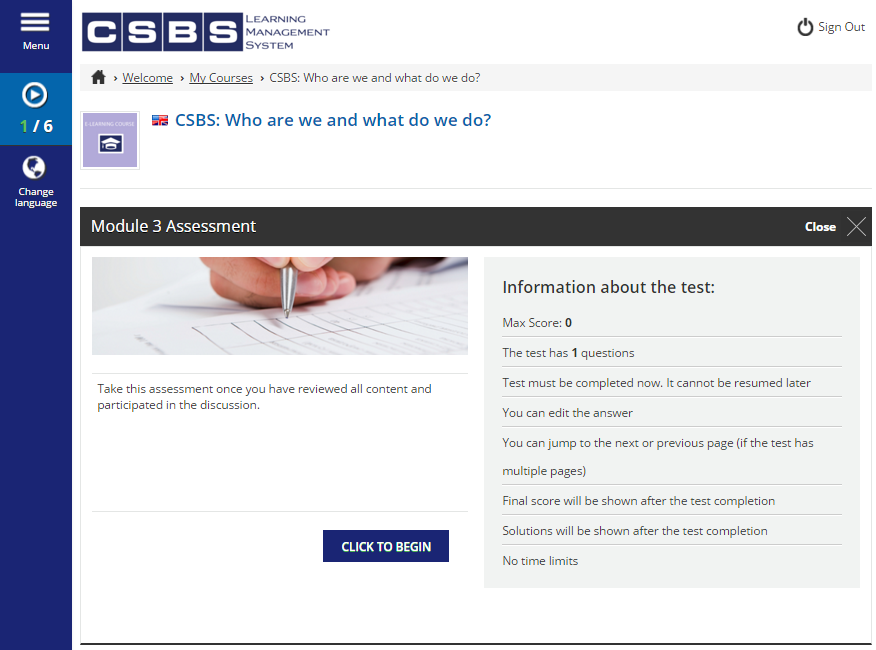 Menu
1 / 6
Change
language
CSBS
LEARNING
MANAGEMENT
SYSTEM
Sign Out
› Welcome › My Courses › CSBS: Who are we and what do we do?
E-LEARNING COURSE
CSBS: Who are we and what do we do?
Module 3 Assessment
Close
Take this assessment once you have reviewed all content and
participated in the discussion.
CLICK TO BEGIN
Information about the test:
Max Score: 0
The test has 1 questions
Test must be completed now. It cannot be resumed later
You can edit the answer
You can jump to the next or previous page (if the test has
multiple pages)
Final score will be shown after the test completion
Solutions will be shown after the test completion
No time limits